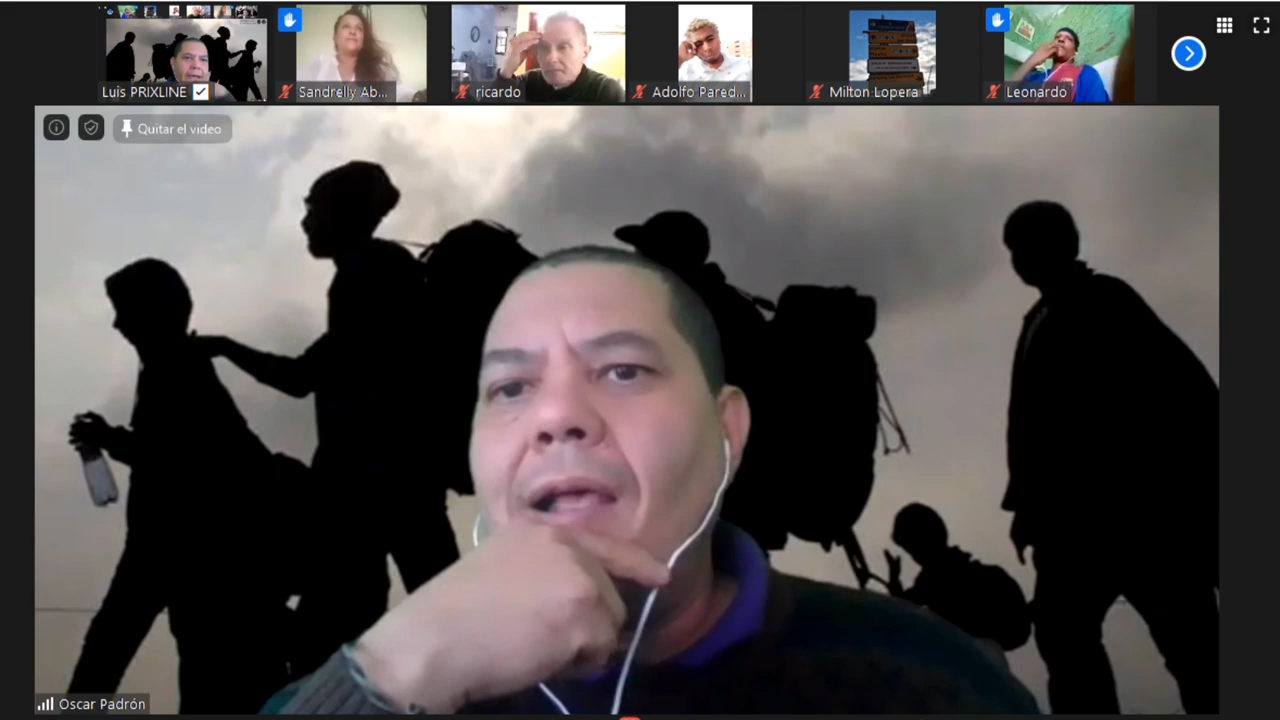 Luis PRIXLINE
Sandrelly Ab...
ricardo
Adolfo Pared...
Milton Lopera
Leonardo
Quitar el video
Oscar Padrón